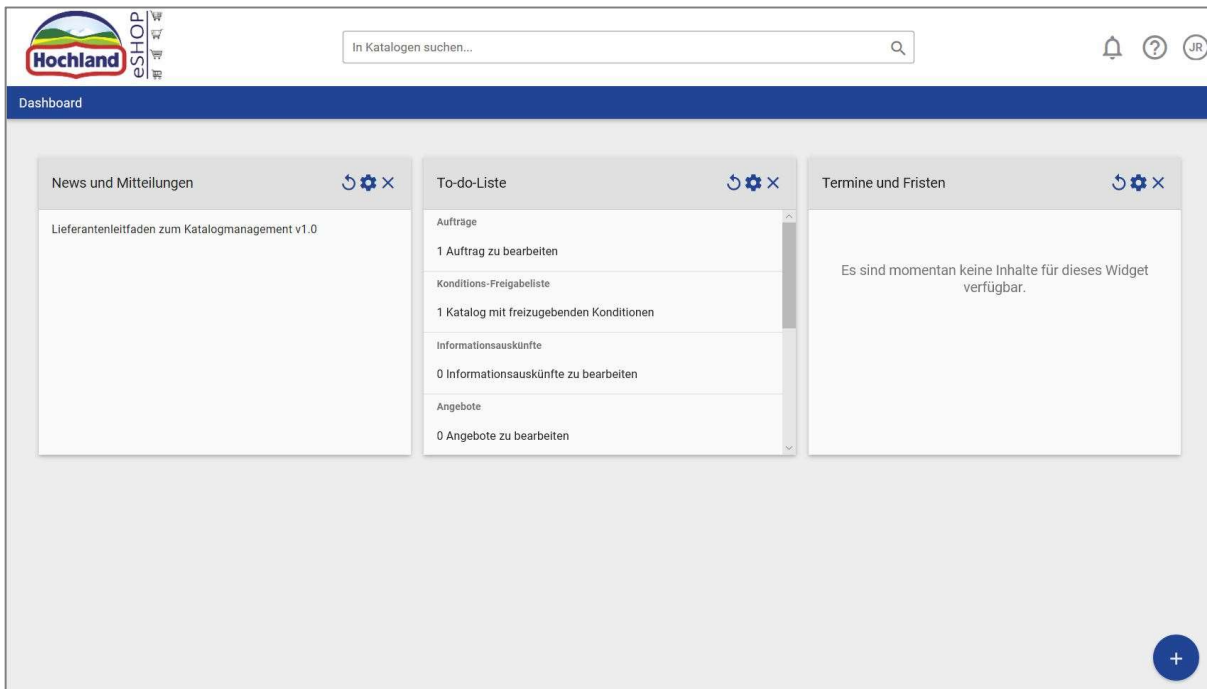 Hochland
eSHOP
In Katalogen suchen...
JR
Dashboard
News und Mitteilungen
Lieferantenleitfaden zum Katalogmanagement v1.0
To-do-Liste
Aufträge
1 Auftrag zu bearbeiten
Konditions-Freigabeliste
1 Katalog mit freizugebenden Konditionen
Informationsauskünfte
0 Informationsauskünfte zu bearbeiten
Angebote
0 Angebote zu bearbeiten
Termine und Fristen
Es sind momentan keine Inhalte für dieses Widget
verfügbar.